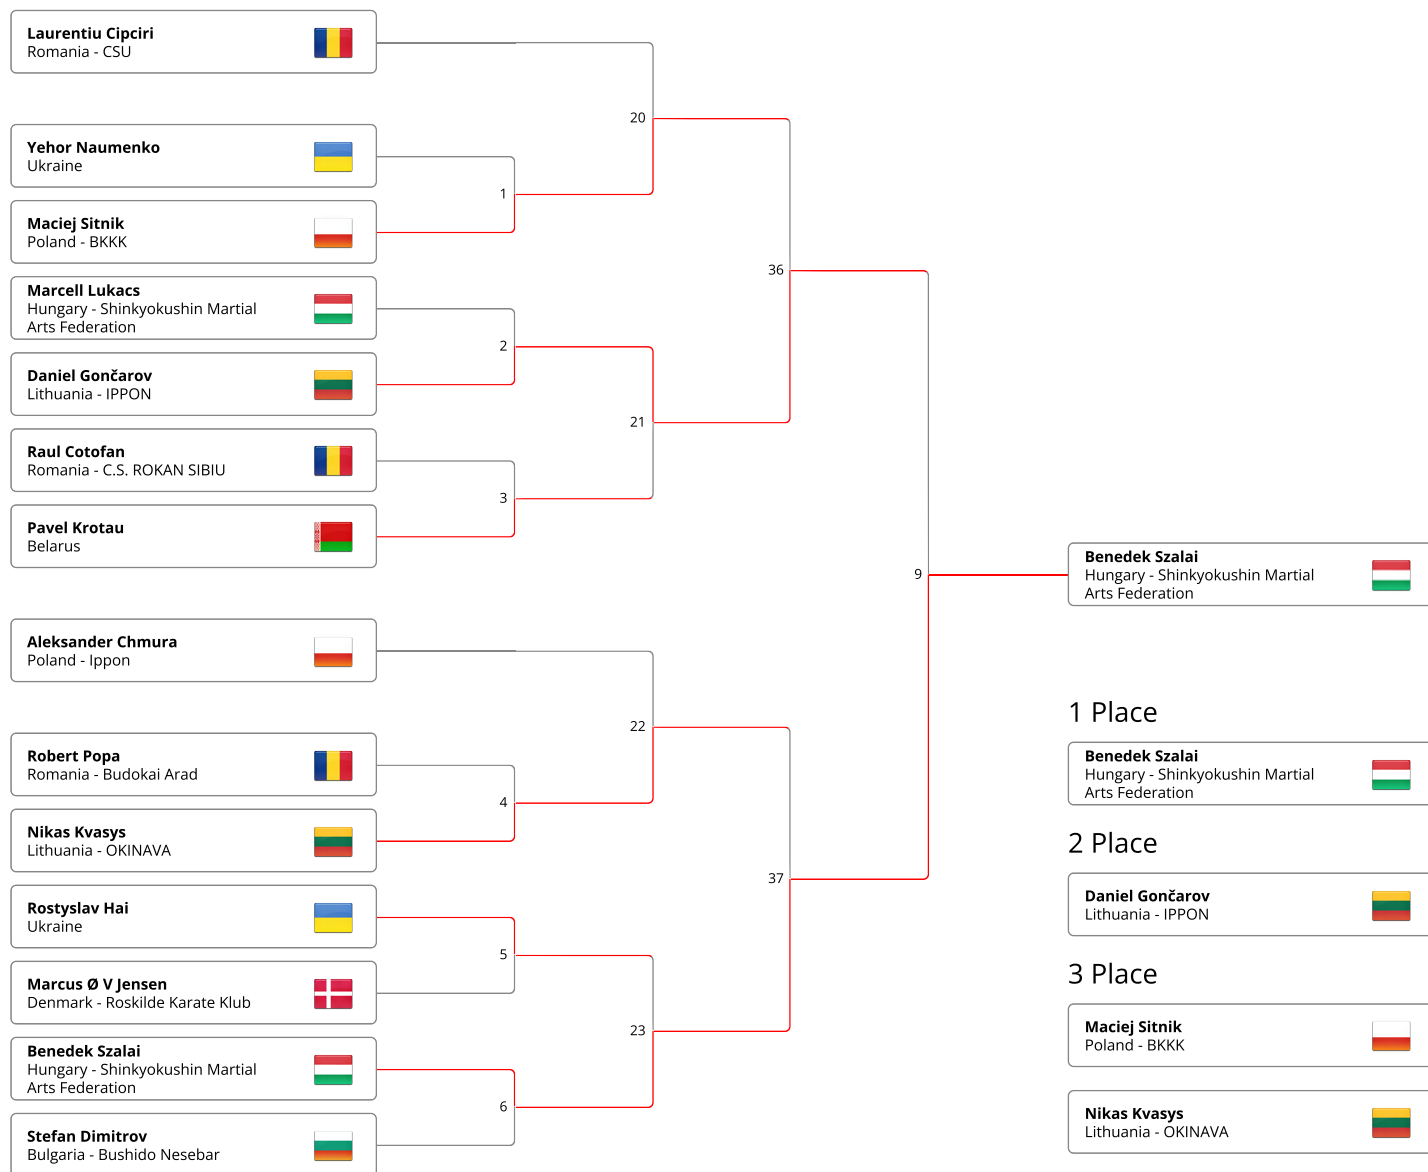 Laurentiu Cipciri
Romania - CSU
Yehor Naumenko
Ukraine
Maciej Sitnik
Poland - BKKK
Marcell Lukacs
Hungary - Shinkyokushin Martial
Arts Federation
Daniel Gončarov
Lithuania - IPPON
Raul Cotofan
Romania - C.S. ROKAN SIBIU
Pavel Krotau
Belarus
Aleksander Chmura
Poland - Ippon
Robert Popa
Romania - Budokai Arad
Nikas Kvasys
Lithuania - OKINAVA
Rostyslav Hai
Ukraine
Marcus Ø V Jensen
Denmark - Roskilde Karate Klub
Benedek Szalai
Hungary - Shinkyokushin Martial
Arts Federation
Stefan Dimitrov
Bulgaria - Bushido Nesebar
1
2
3
4
5
6
20
21
22
23
36
37
9
Benedek Szalai
Hungary - Shinkyokushin Martial
Arts Federation
1 Place
Benedek Szalai
Hungary - Shinkyokushin Martial
Arts Federation
2 Place
Daniel Gončarov
Lithuania - IPPON
3 Place
Maciej Sitnik
Poland - BKKK
Nikas Kvasys
Lithuania - OKINAVA